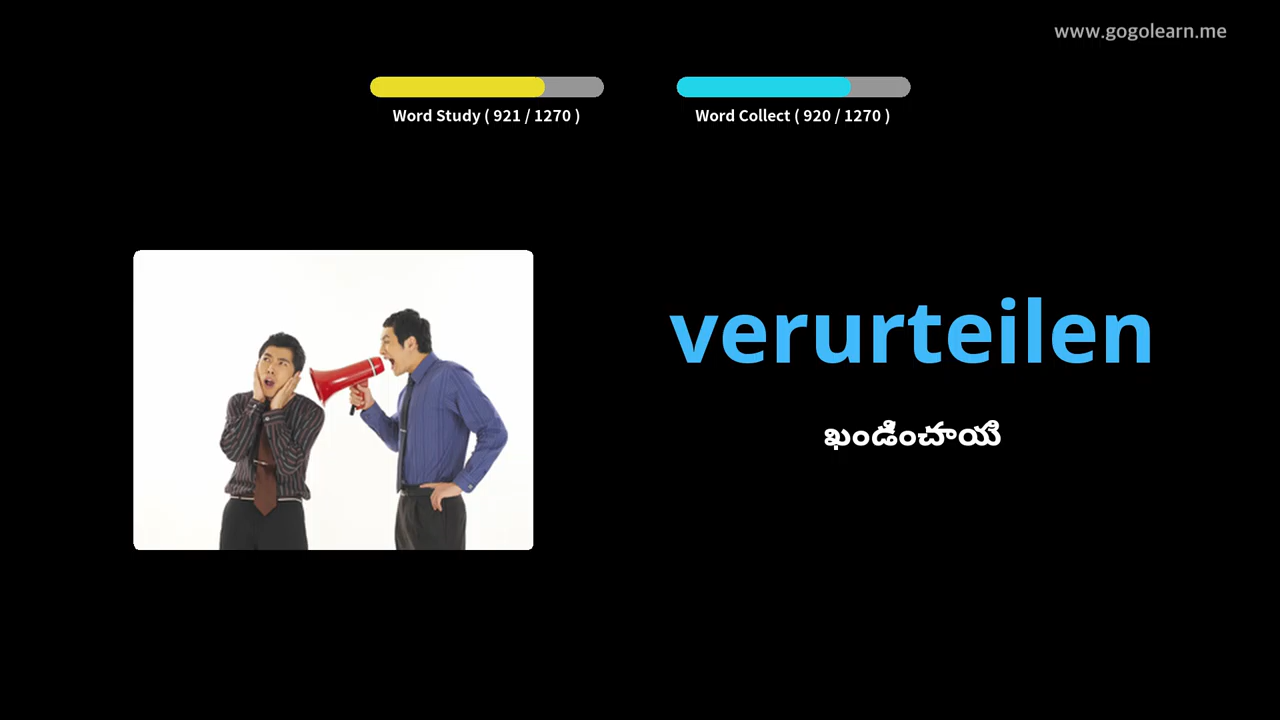 www.gogolearn.me
Word Study ( 921 / 1270 )
Word Collect ( 920 / 1270 )
verurteilen
ఖండించాయి